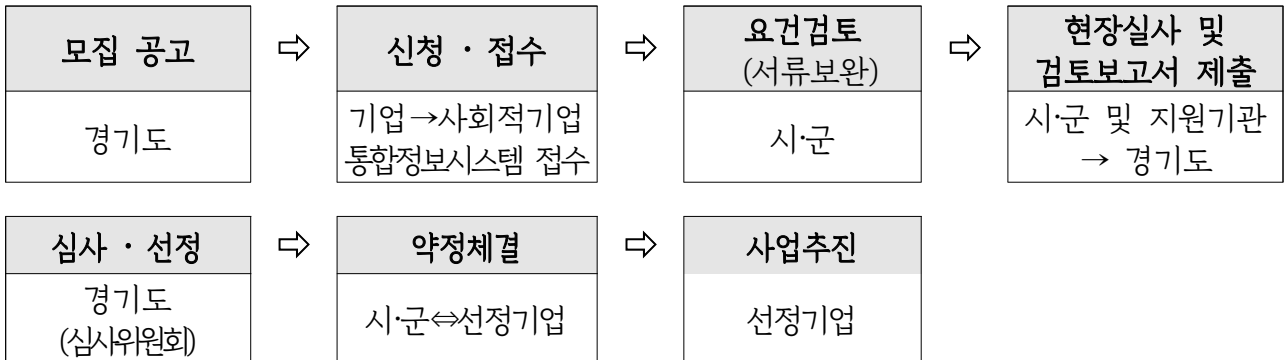 모집 공고
⇨
신청 · 접수
⇨
요건검토
(서류보완)
⇨
현장실사 및
검토보고서 제출
경기도
기업→사회적기업
통합정보시스템 접수
시·군
시·군 및 지원기관
→ 경기도
심사 · 선정
⇨
약정체결
⇨
사업추진
경기도
(심사위원회)
시·군⇔선정기업
선정기업